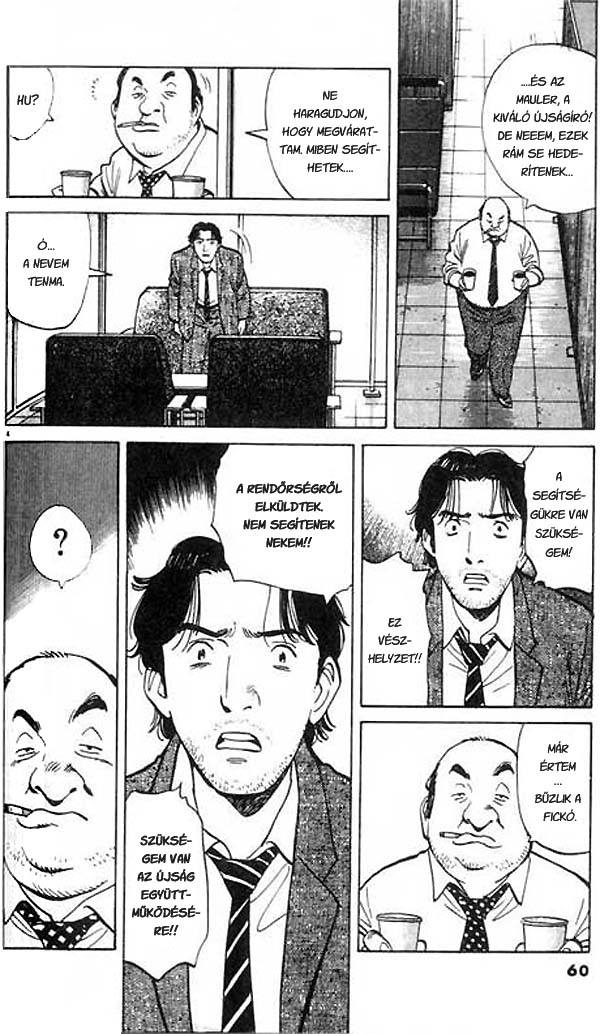 ....ÉS AZ
MAULER, A
KIVÁLÓ ÚJSÁGÍRÓ!
DE NEEEM, EZEK
RÁM SE HEDE-
RÍTENEK...
NE
HARAGUDJON,
HOGY MEGVÁRAT-
TAM. MIBEN SEGÍT-
HETEK....
HU?
Ó...
A NEVEM
TENMA.
A
SEGÍTSÉ-
GÜKRE VAN
SZÜKSÉ-
GEM!
EZ
VÉSZ-
HELYZET!!
MÁR
ÉRTEM
...
BŰZLIK A
FICKÓ.
A RENDŐRSÉGRŐL
ELKÜLDTEK.
NEM SEGÍTENEK
NEKEM!!
SZÜKSÉ-
GEM VAN
AZ ÚJSÁG
EGYÜTT-
MŰKÖDÉSÉ-
RE!!
?
60